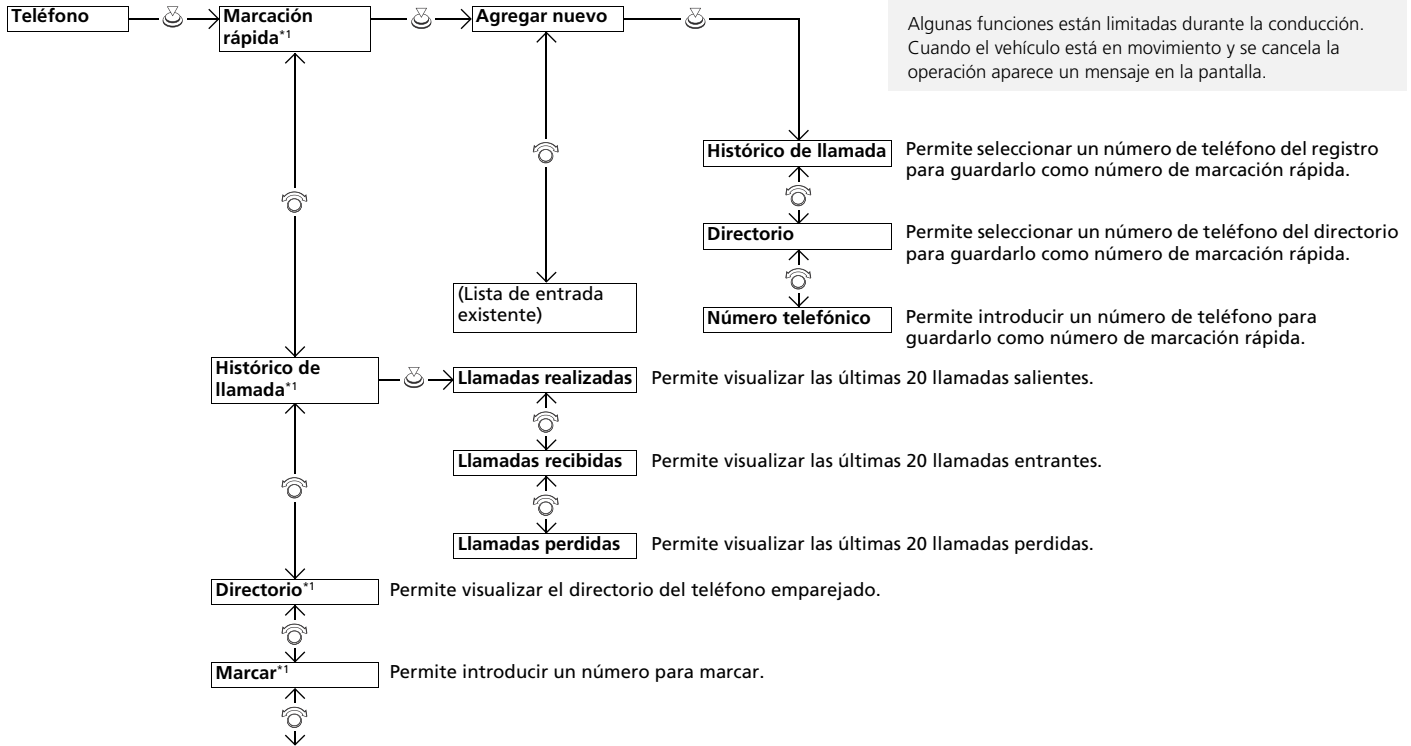 Teléfono
Marcación
rápida*1
Agregar nuevo
Algunas funciones están limitadas durante la conducción.
Cuando el vehículo está en movimiento y se cancela la
operación aparece un mensaje en la pantalla.
Histórico de llamada
Permite seleccionar un número de teléfono del registro
para guardarlo como número de marcación rápida.
Directorio
Permite seleccionar un número de teléfono del directorio
para guardarlo como número de marcación rápida.
(Lista de entrada
existente)
Número telefónico
Permite introducir un número de teléfono para
guardarlo como número de marcación rápida.
Histórico de
llamada*1
Llamadas realizadas
Permite visualizar las últimas 20 llamadas salientes.
Llamadas recibidas
Permite visualizar las últimas 20 llamadas entrantes.
Llamadas perdidas
Permite visualizar las últimas 20 llamadas perdidas.
Directorio*1
Permite visualizar el directorio del teléfono emparejado.
Marcar*1
Permite introducir un número para marcar.